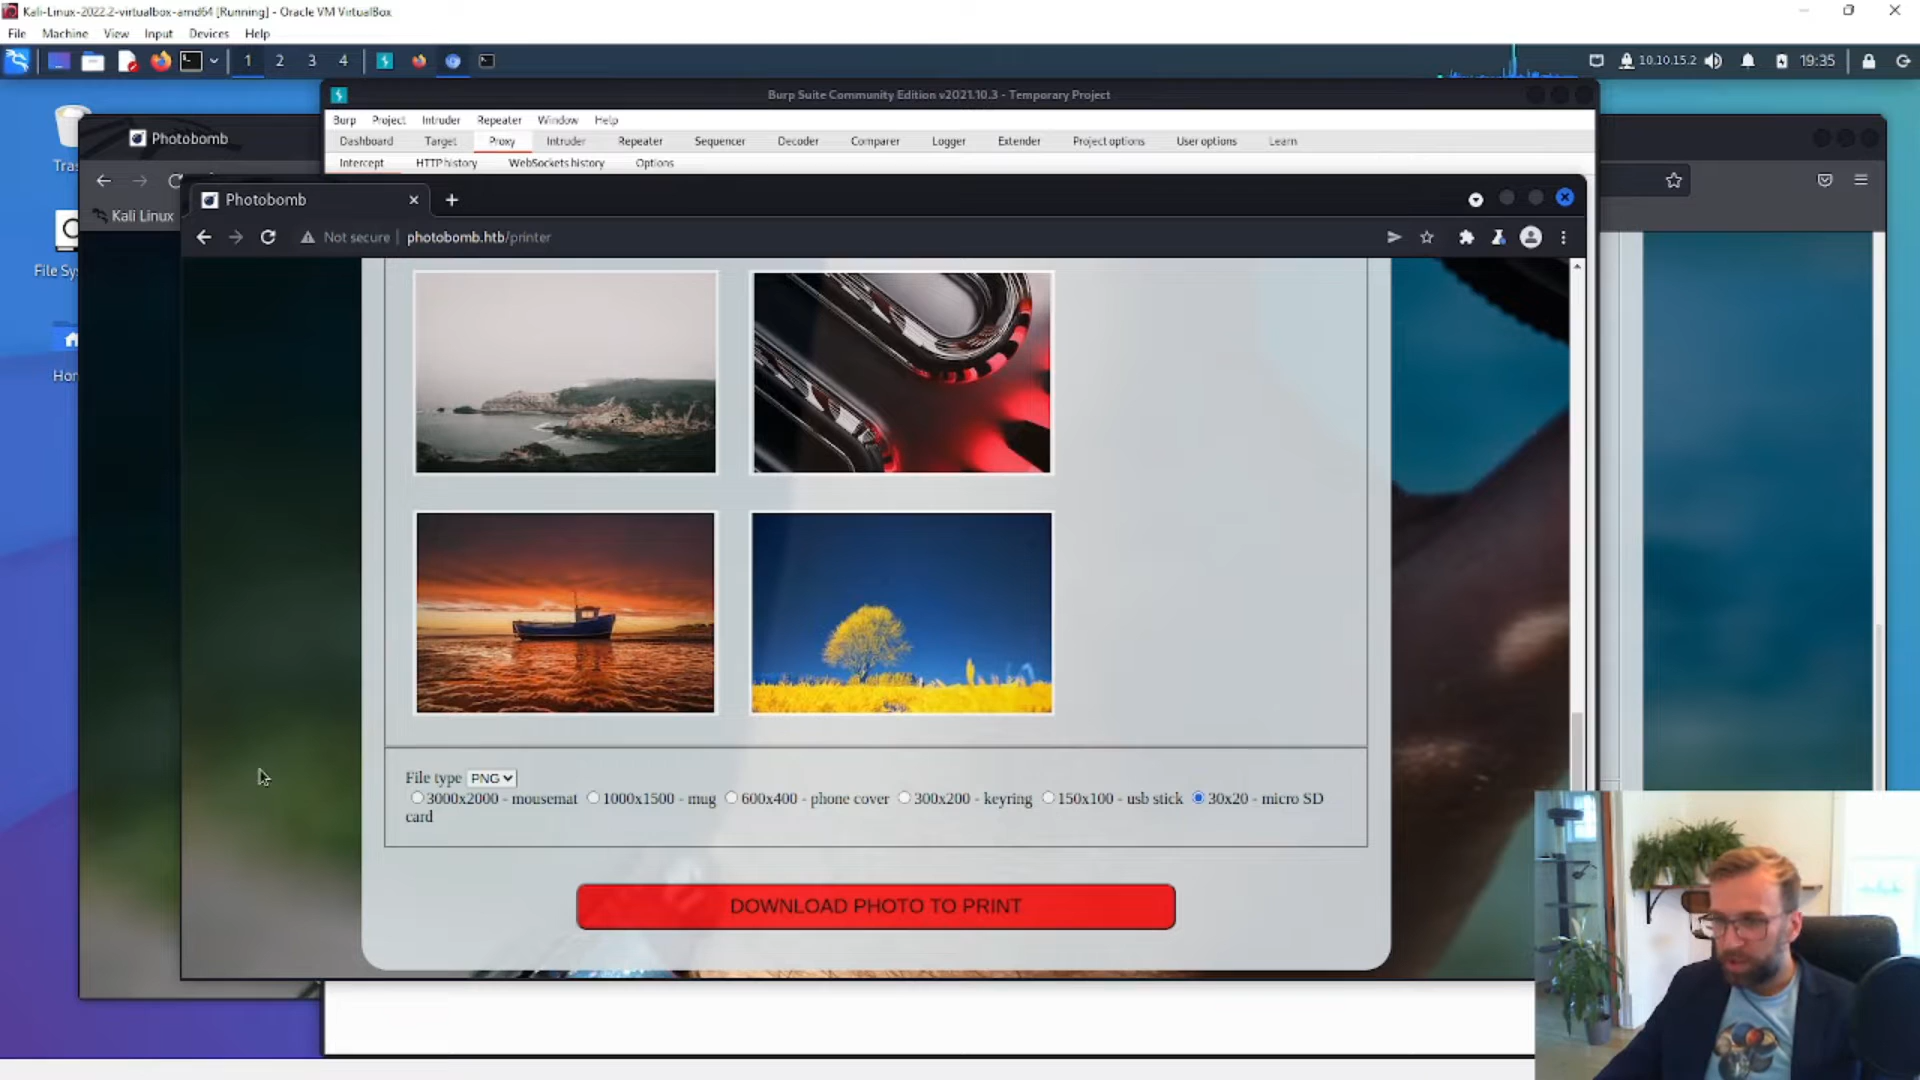 Kali-Linux-2022.2-virtualbox-amd64 [Running] - Oracle VM VirtualBox
File Machine View Input Devices Help
1 2 3 4
10.10.15.2 19:35
Burp Suite Community Edition v2021.10.3 - Temporary Project
Burp Project Intruder Repeater Window Help
Dashboard Target Proxy Intruder Repeater Sequencer Decoder Comparer Logger Extender Project options User options Learn
Intercept HTTP history WebSockets history Options
Photobomb
Kali Linux
Photobomb
Not secure photobomb.htb/printer
File type PNG
3000x2000 - mousemat 1000x1500 - mug 600x400 - phone cover 300x200 - keyring 150x100 - usb stick 30x20 - micro SD
card
DOWNLOAD PHOTO TO PRINT